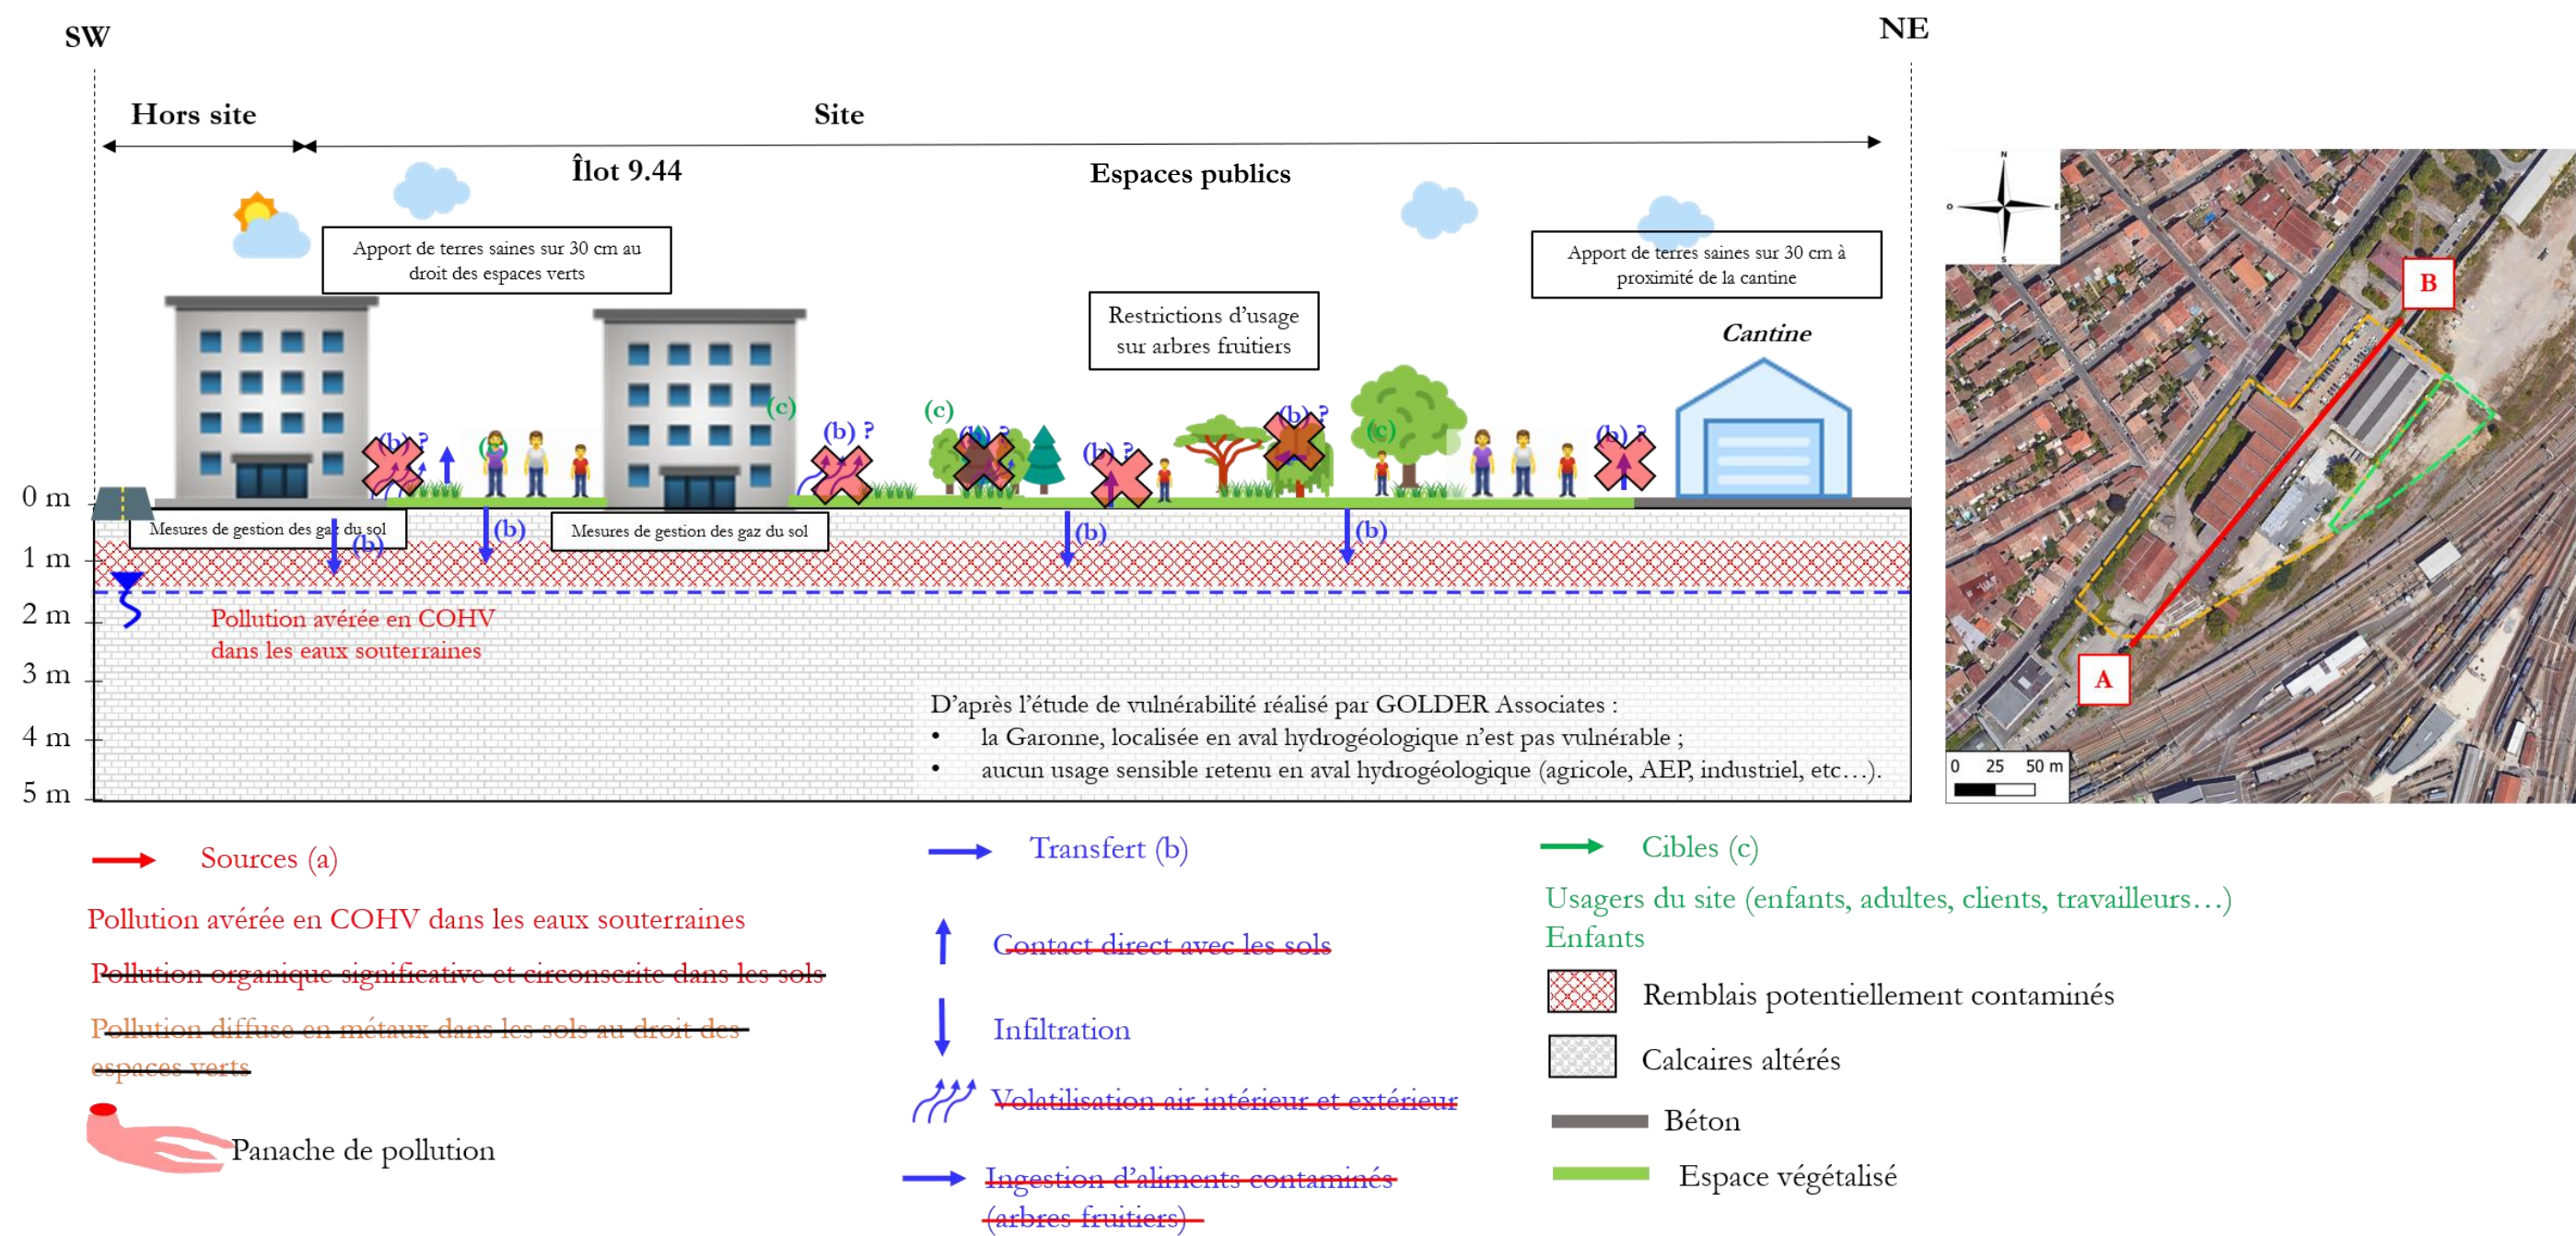 SW
NE
Hors site
Site
Îlot 9.44
Espaces publics
Apport de terres saines sur 30 cm au
droit des espaces verts
Apport de terres saines sur 30 cm à
proximité de la cantine
Restrictions d'usage
sur arbres fruitiers
Cantine
(b) ?
(c)
(c)
(b) ?
(c)
(b) ?
(b) ?
(b) ?
(c)
(b) ?
0 m
Mesures de gestion des gaz du sol
(b)
(b)
Mesures de gestion des gaz du sol
(b)
(b)
1 m
2 m
Pollution avérée en COHV
dans les eaux souterraines
3 m
4 m
5 m
D'après l'étude de vulnérabilité réalisé par GOLDER Associates :
• la Garonne, localisée en aval hydrogéologique n'est pas vulnérable ;
• aucun usage sensible retenu en aval hydrogéologique (agricole, AEP, industriel, etc…).
N
O
E
S
B
A
0 25 50 m
Sources (a)
Pollution avérée en COHV dans les eaux souterraines
Pollution organique significative et circonscrite dans les sols
Pollution diffuse en métaux dans les sols au droit des
espaces verts
Panache de pollution
Transfert (b)
Contact direct avec les sols
Infiltration
Volatilisation air intérieur et extérieur
Ingestion d'aliments contaminés
(arbres fruitiers)
Cibles (c)
Usagers du site (enfants, adultes, clients, travailleurs…)
Enfants
Remblais potentiellement contaminés
Calcaires altérés
Béton
Espace végétalisé